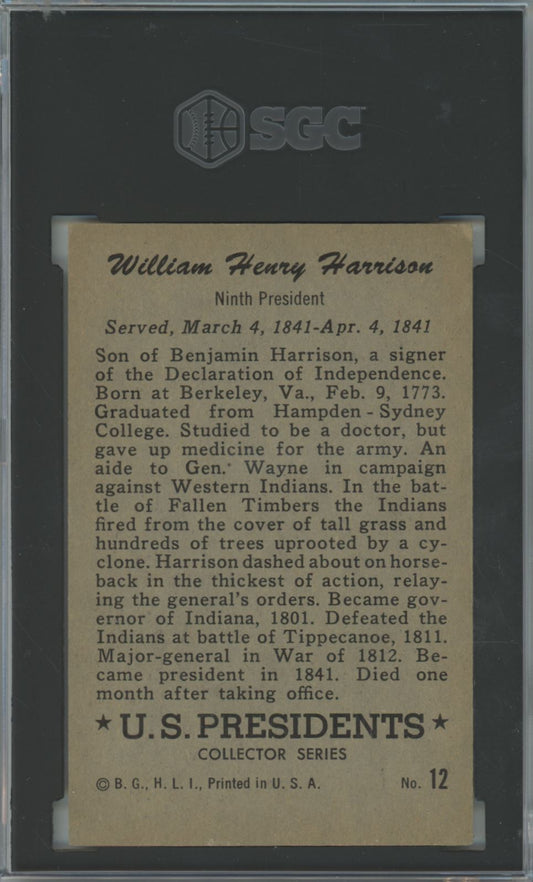 SGC
William Henry Harrison
Ninth President
Served, March 4, 1841-Apr. 4, 1841
Son of Benjamin Harrison, a signer
of the Declaration of Independence.
Born at Berkeley, Va., Feb. 9, 1773.
Graduated from Hampden - Sydney
College. Studied to be a doctor, but
gave up medicine for the army. An
aide to Gen. Wayne in campaign
against Western Indians. In the bat-
tle of Fallen Timbers the Indians
fired from the cover of tall grass and
hundreds of trees uprooted by a cy-
clone. Harrison dashed about on horse-
back in the thickest of action, relay-
ing the general's orders. Became gov-
ernor of Indiana, 1801. Defeated the
Indians at battle of Tippecanoe, 1811.
Major-general in War of 1812. Be-
came president in 1841. Died one
month after taking office.
★ U.S. PRESIDENTS ★
COLLECTOR SERIES
© B. G., H. L. I., Printed in U. S. A. No. 12